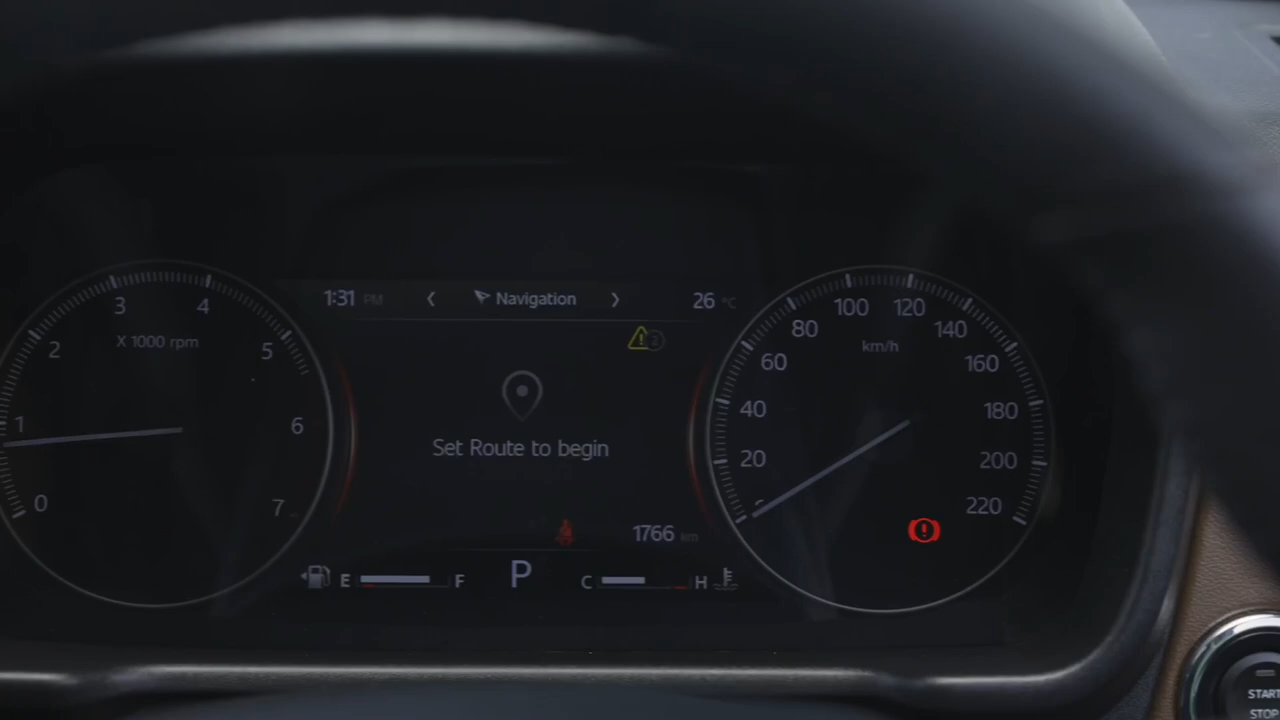 1:31 PM
Navigation
26 °C
2
0
1
2
3
4
5
6
7
X 1000 rpm
Set Route to begin
20
40
60
80
100
120
140
160
180
200
220
km/h
1766 km
E F
P
C H
START
STOP